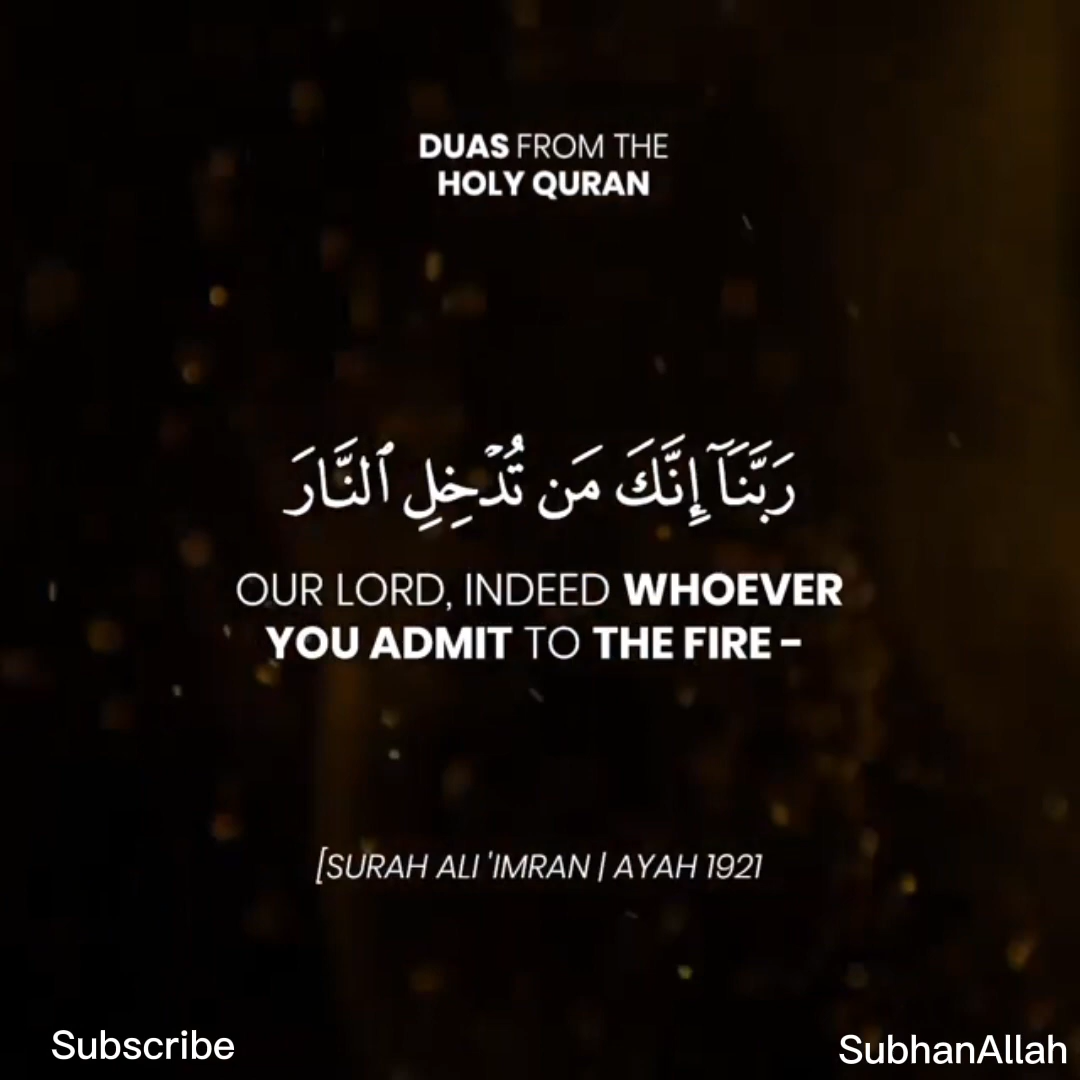 DUAS FROM THE
HOLY QURAN
رَبَّنَآ إِنَّكَ مَن تُدْخِلِ ٱلنَّارَ
OUR LORD, INDEED WHOEVER
YOU ADMIT TO THE FIRE -
[SURAH ALI 'IMRAN | AYAH 1921
Subscribe
SubhanAllah